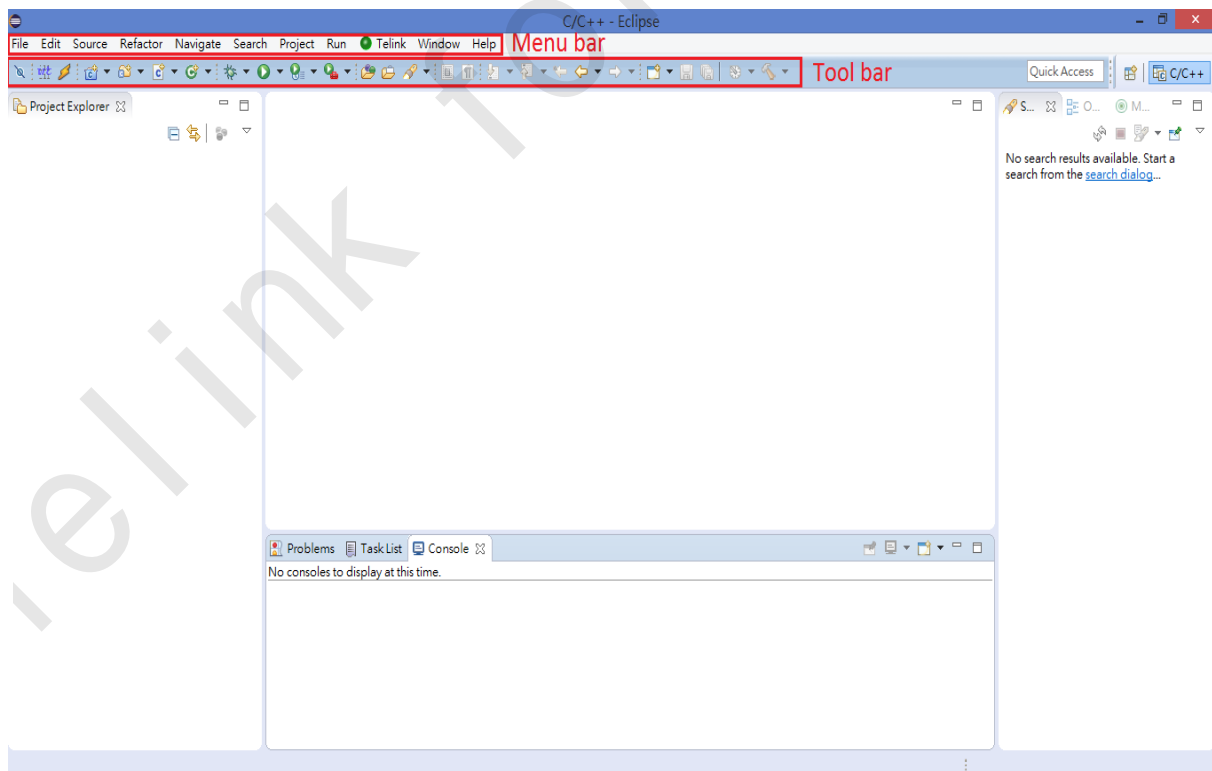 C/C++ - Eclipse
File Edit Source Refactor Navigate Search Project Run Telink Window Help Menu bar
Tool bar Quick Access C/C++
Project Explorer
S... O... M...
No search results available. Start a
search from the search dialog...
Problems Task List Console
No consoles to display at this time.
Telink fo